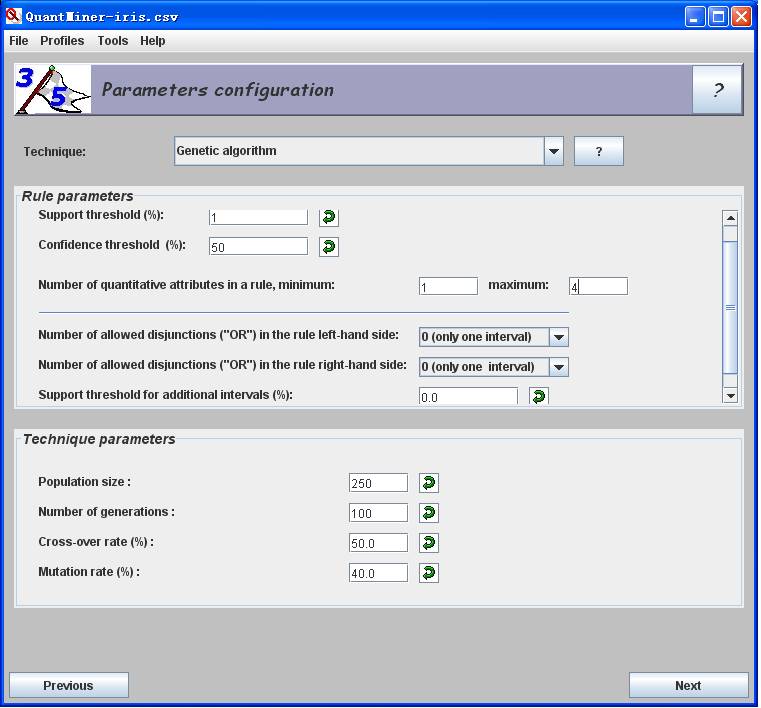 QuantMiner-iris.csv
File Profiles Tools Help
35
Parameters configuration
?
Technique: Genetic algorithm ?
Rule parameters
Support threshold (%): 1
Confidence threshold (%): 50
Number of quantitative attributes in a rule, minimum: 1 maximum: 4
Number of allowed disjunctions ("OR") in the rule left-hand side: 0 (only one interval)
Number of allowed disjunctions ("OR") in the rule right-hand side: 0 (only one interval)
Support threshold for additional intervals (%): 0.0
Technique parameters
Population size : 250
Number of generations : 100
Cross-over rate (%) : 50.0
Mutation rate (%) : 40.0
Previous Next